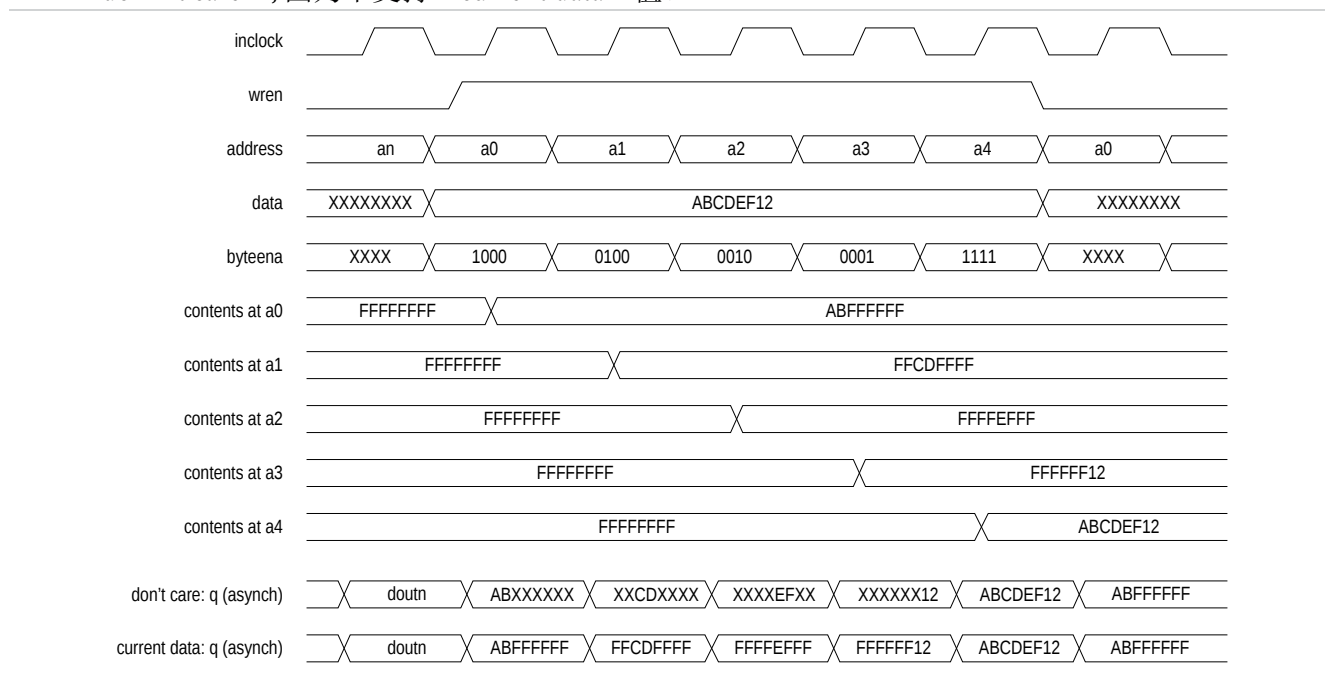 inclock
wren
address an a0 a1 a2 a3 a4 a0
data XXXXXXXX ABCDEF12 XXXXXXXX
byteena XXXX 1000 0100 0010 0001 1111 XXXX
contents at a0 FFFFFFFF ABFFFFFF
contents at a1 FFFFFFFF FFCDFFFF
contents at a2 FFFFFFFF FFFFEFFF
contents at a3 FFFFFFFF FFFFFF12
contents at a4 FFFFFFFF ABCDEF12
don't care: q (asynch) doutn ABXXXXXX XXCDXXXX XXXXEFXX XXXXXX12 ABCDEF12 ABFFFFFF
current data: q (asynch) doutn ABFFFFFF FFCDFFFF FFFFEFFF FFFFFF12 ABCDEF12 ABFFFFFF